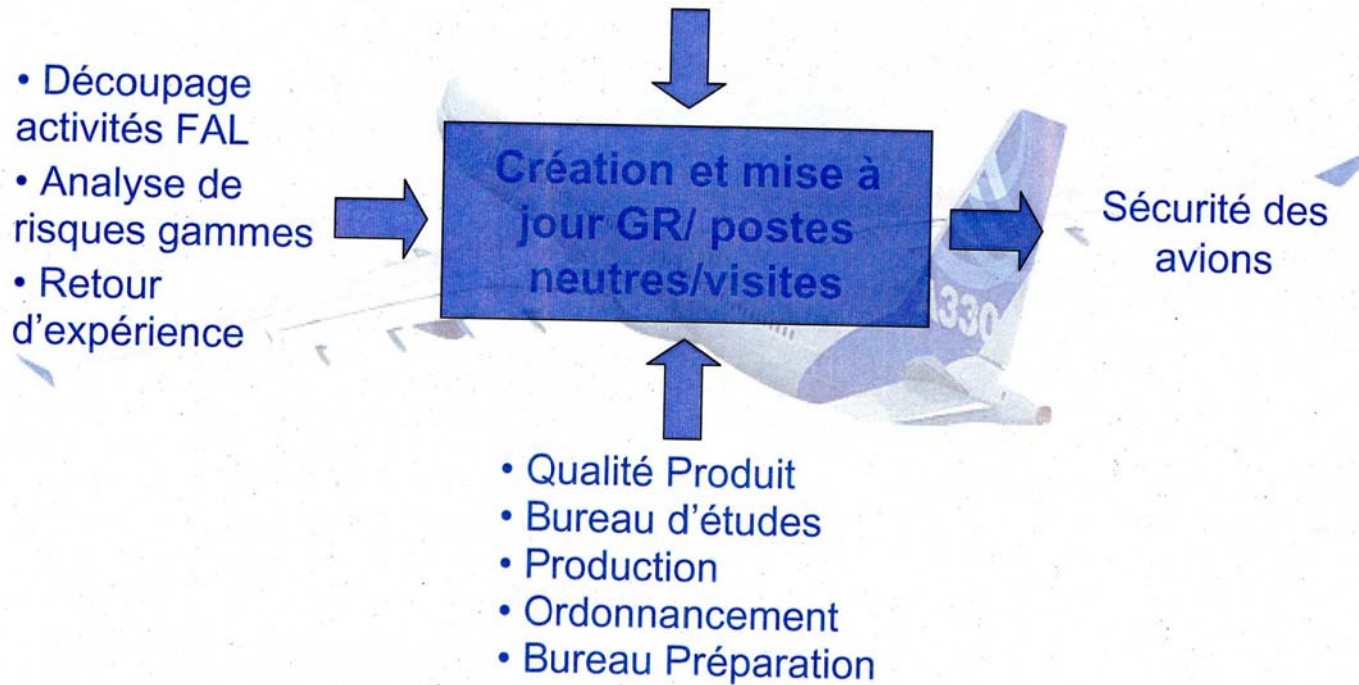 • Découpage
activités FAL
• Analyse de
risques gammes
• Retour
d'expérience
Création et mise à
jour GR/ postes
neutres/visites
330
Sécurité des
avions
• Qualité Produit
• Bureau d'études
• Production
• Ordonnancement
• Bureau Préparation